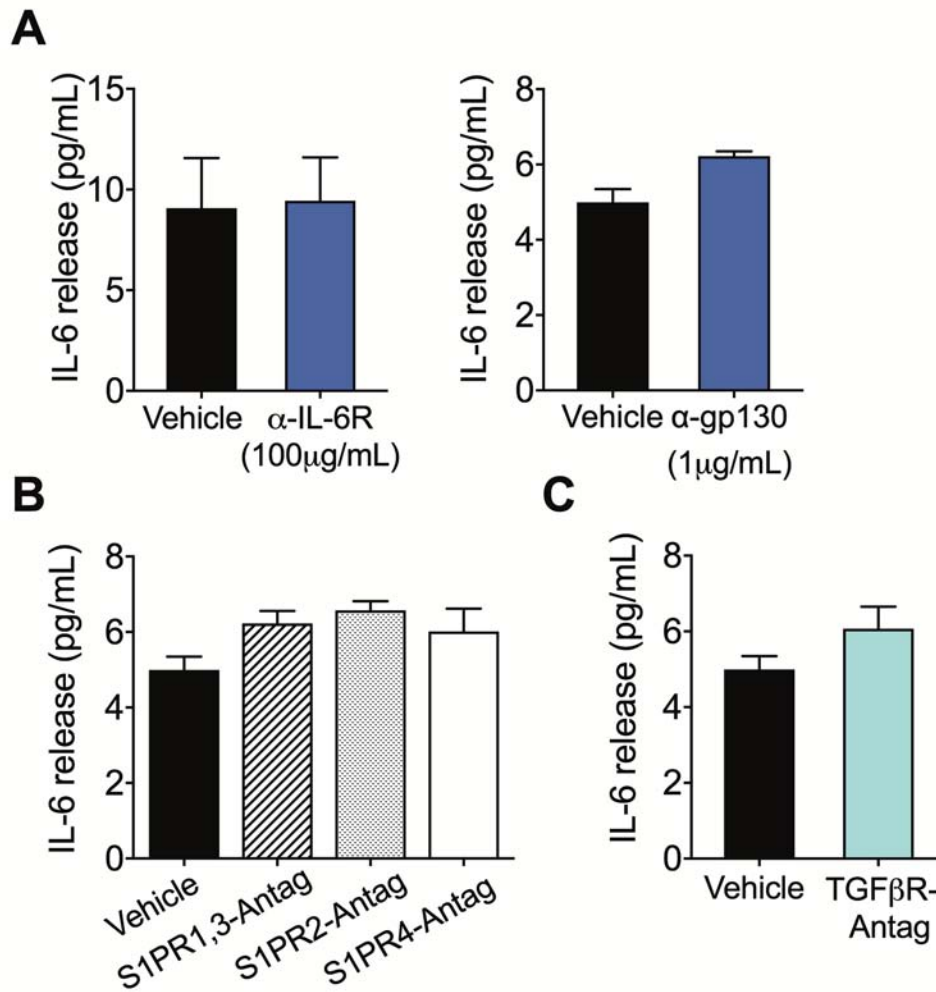 A
IL-6 release (pg/mL)
15
10
5
0
Vehicle
α-IL-6R
(100μg/mL)
IL-6 release (pg/mL)
8
6
4
2
0
Vehicle
α-gp130
(1μg/mL)
B
IL-6 release (pg/mL)
8
6
4
2
0
Vehicle
S1PR1,3-Antag
S1PR2-Antag
S1PR4-Antag
C
IL-6 release (pg/mL)
8
6
4
2
0
Vehicle
TGFβR-
Antag